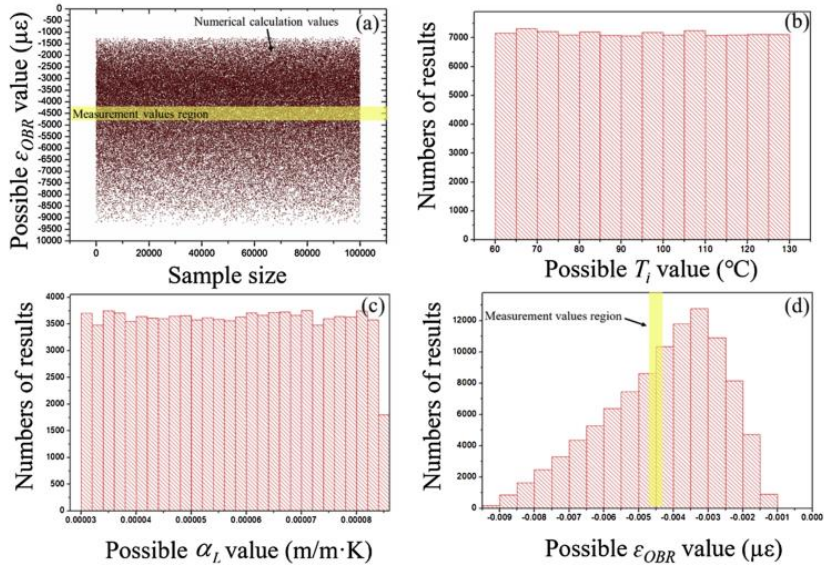 (a)
Numerical calculation values
Measurement values region
Possible ε_OBR value (µε)
500
0
-500
-1000
-1500
-2000
-2500
-3000
-3500
-4000
-4500
-5000
-5500
-6000
-6500
-7000
-7500
-8000
-8500
-9000
-9500
10000
0 20000 40000 60000 80000 100000
Sample size
(b)
Numbers of results
7000
6000
5000
4000
3000
2000
1000
0
60 70 80 90 100 110 120 130
Possible T_i value (°C)
(c)
Numbers of results
4000
3500
3000
2500
2000
1500
1000
500
0
0.00003 0.00004 0.00005 0.00006 0.00007 0.00008
Possible α_L value (m/m·K)
(d)
Measurement values region
Numbers of results
12000
10000
8000
6000
4000
2000
0
-0.009 -0.008 -0.007 -0.006 -0.005 -0.004 -0.003 -0.002 -0.001 0.000
Possible ε_OBR value (µε)